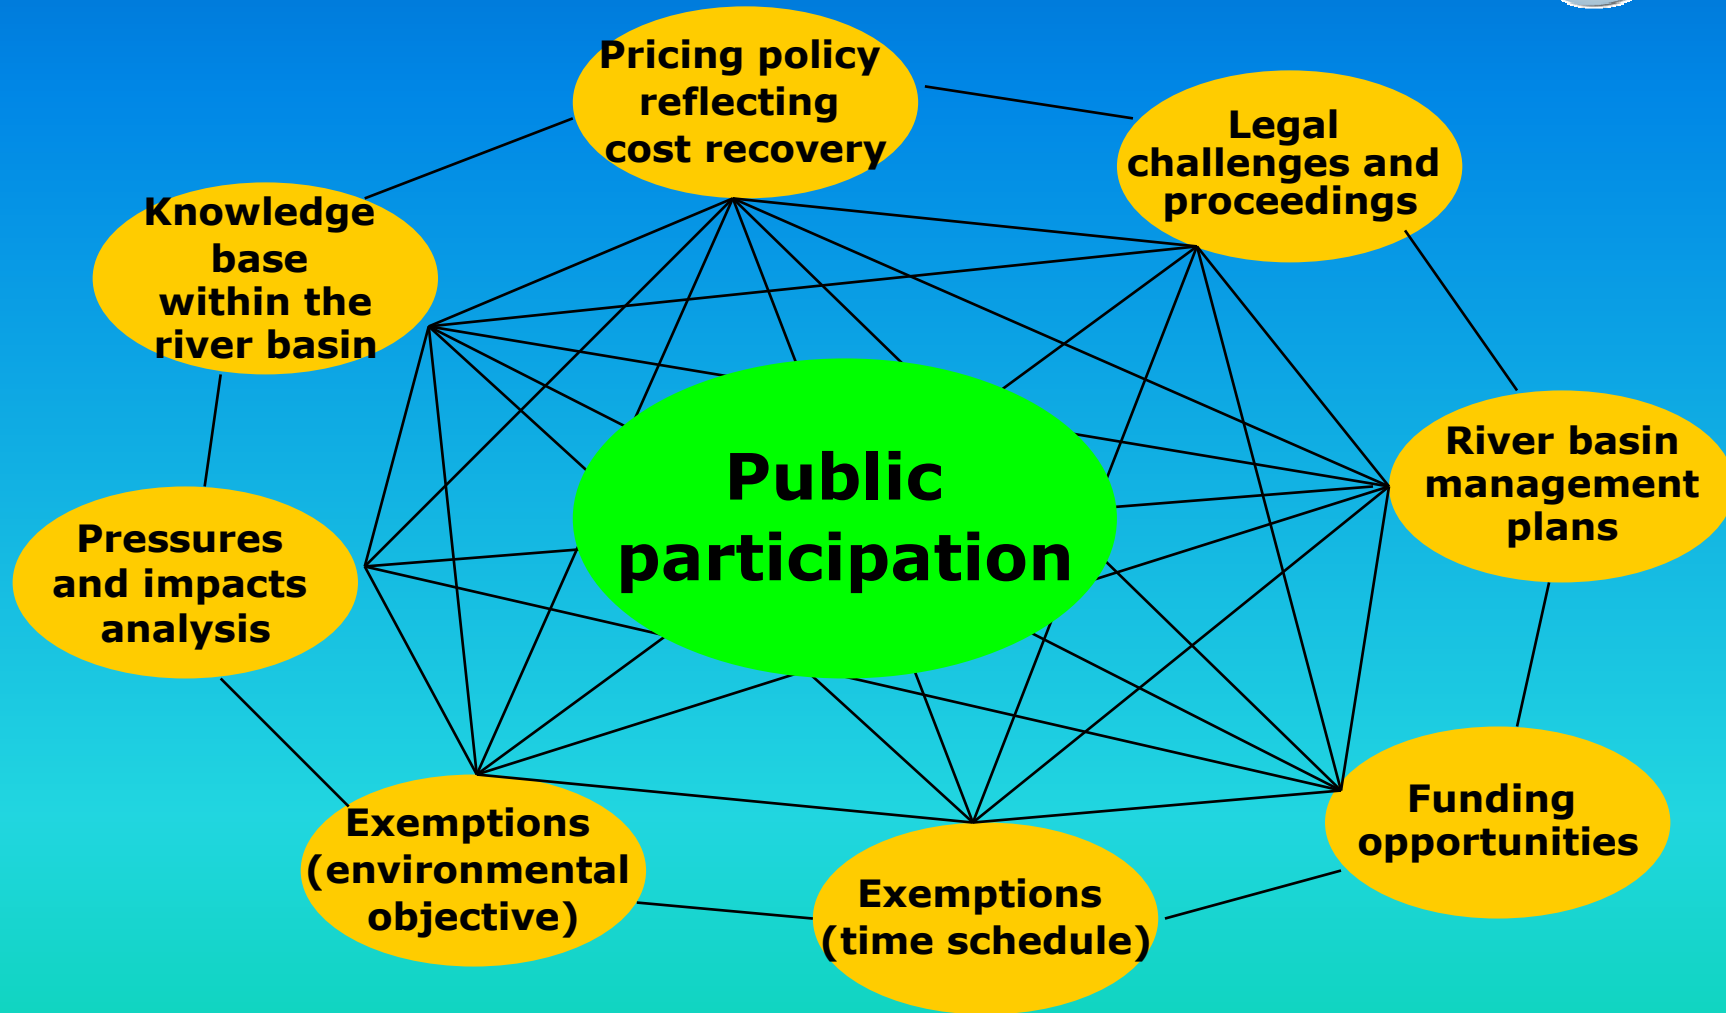 Pricing policy
reflecting
cost recovery
Legal
challenges and
proceedings
Knowledge
base
within the
river basin
River basin
management
plans
Public
participation
Pressures
and impacts
analysis
Funding
opportunities
Exemptions
(environmental
objective)
Exemptions
(time schedule)